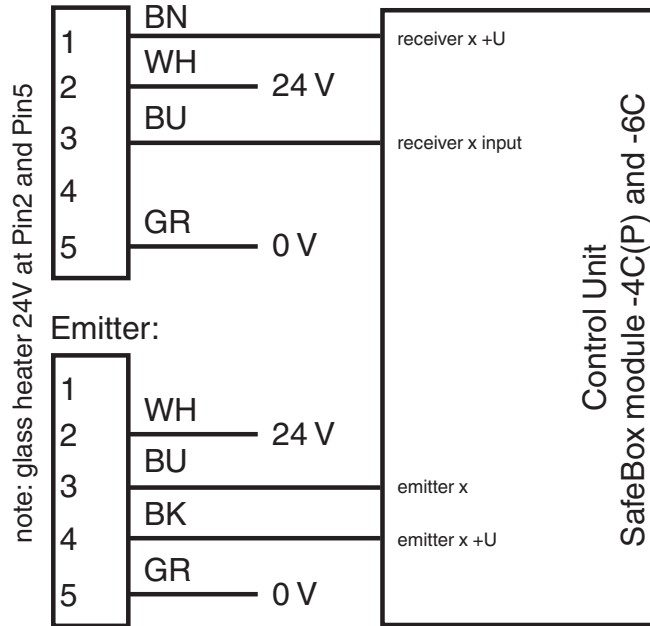 note: glass heater 24V at Pin2 and Pin5
1
BN
receiver x +U
2
WH
24 V
3
BU
receiver x input
4
5
GR
0 V
Emitter:
1
2
WH
24 V
3
BU
emitter x
4
BK
emitter x +U
5
GR
0 V
Control Unit
SafeBox module -4C(P) and -6C